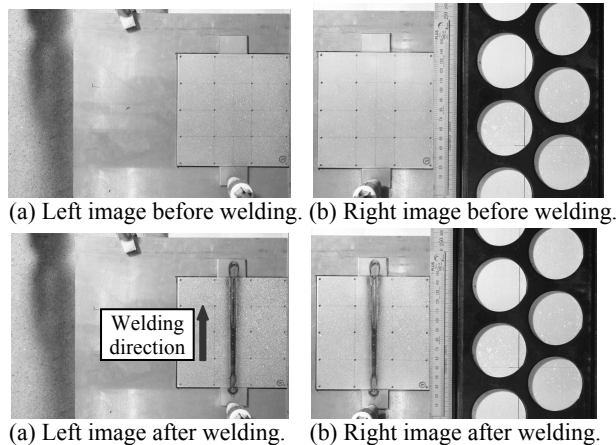 (a) Left image before welding. (b) Right image before welding.
Welding
direction
(a) Left image after welding. (b) Right image after welding.